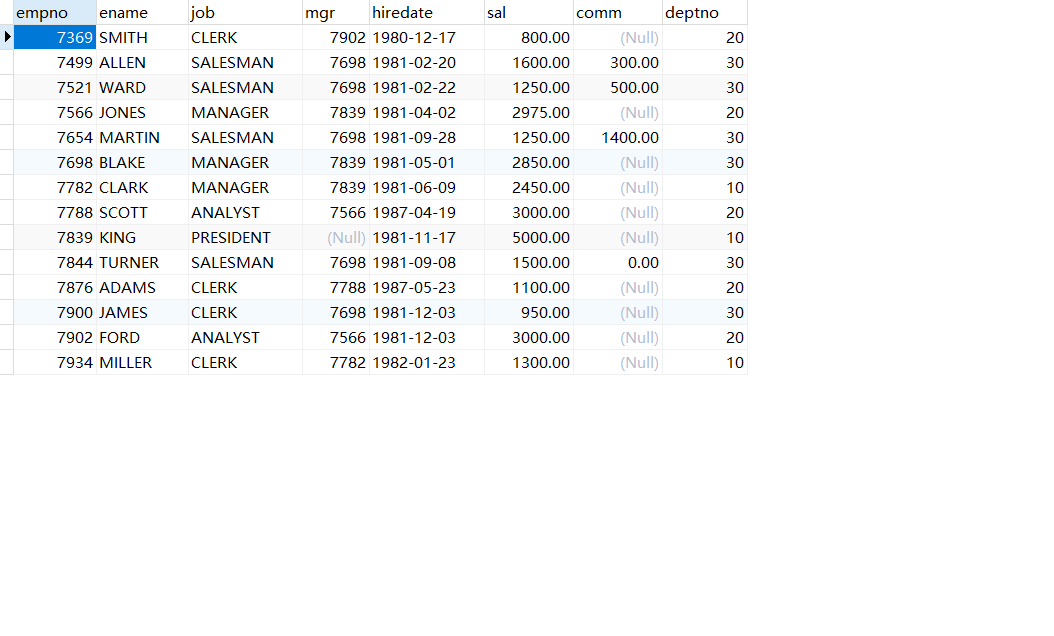 empno ename job mgr hiredate sal comm deptno
7369 SMITH CLERK 7902 1980-12-17 800.00 (Null) 20
7499 ALLEN SALESMAN 7698 1981-02-20 1600.00 300.00 30
7521 WARD SALESMAN 7698 1981-02-22 1250.00 500.00 30
7566 JONES MANAGER 7839 1981-04-02 2975.00 (Null) 20
7654 MARTIN SALESMAN 7698 1981-09-28 1250.00 1400.00 30
7698 BLAKE MANAGER 7839 1981-05-01 2850.00 (Null) 30
7782 CLARK MANAGER 7839 1981-06-09 2450.00 (Null) 10
7788 SCOTT ANALYST 7566 1987-04-19 3000.00 (Null) 20
7839 KING PRESIDENT (Null) 1981-11-17 5000.00 (Null) 10
7844 TURNER SALESMAN 7698 1981-09-08 1500.00 0.00 30
7876 ADAMS CLERK 7788 1987-05-23 1100.00 (Null) 20
7900 JAMES CLERK 7698 1981-12-03 950.00 (Null) 30
7902 FORD ANALYST 7566 1981-12-03 3000.00 (Null) 20
7934 MILLER CLERK 7782 1982-01-23 1300.00 (Null) 10